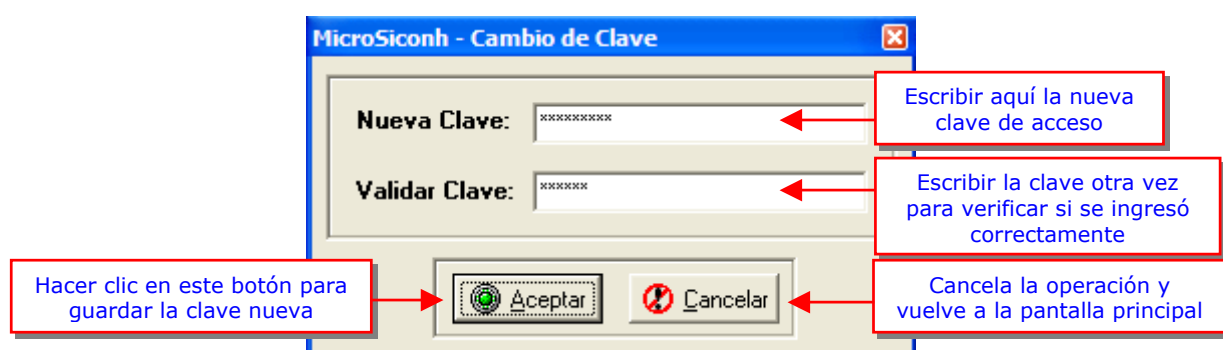 MicroSiconh - Cambio de Clave
Nueva Clave: *********
Escribir aquí la nueva
clave de acceso
Validar Clave: ******
Escribir la clave otra vez
para verificar si se ingresó
correctamente
Hacer clic en este botón para
guardar la clave nueva
Aceptar
Cancelar
Cancela la operación y
vuelve a la pantalla principal